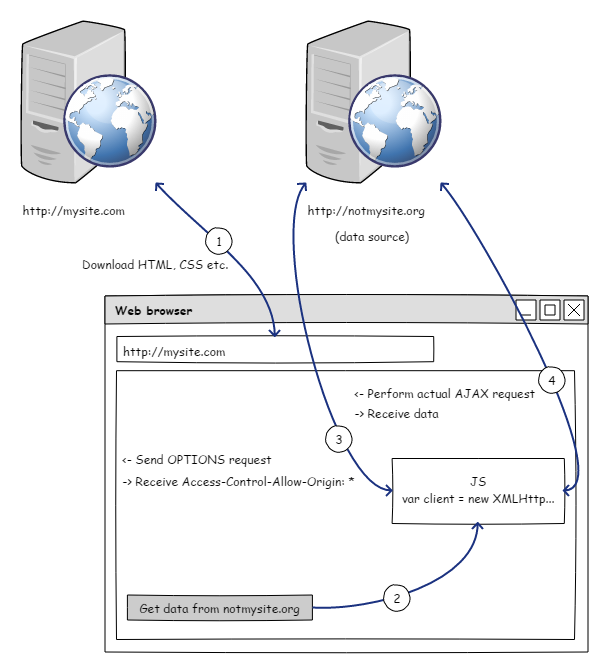 http://mysite.com
http://notmysite.org
(data source)
1
Download HTML, CSS etc.
Web browser
http://mysite.com
4
<- Perform actual AJAX request
-> Receive data
3
<- Send OPTIONS request
-> Receive Access-Control-Allow-Origin: *
JS
var client = new XMLHttp...
2
Get data from notmysite.org